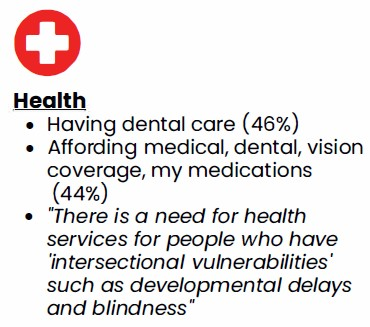 Health
• Having dental care (46%)
• Affording medical, dental, vision
coverage, my medications
(44%)
• "There is a need for health
services for people who have
'intersectional vulnerabilities'
such as developmental delays
and blindness"